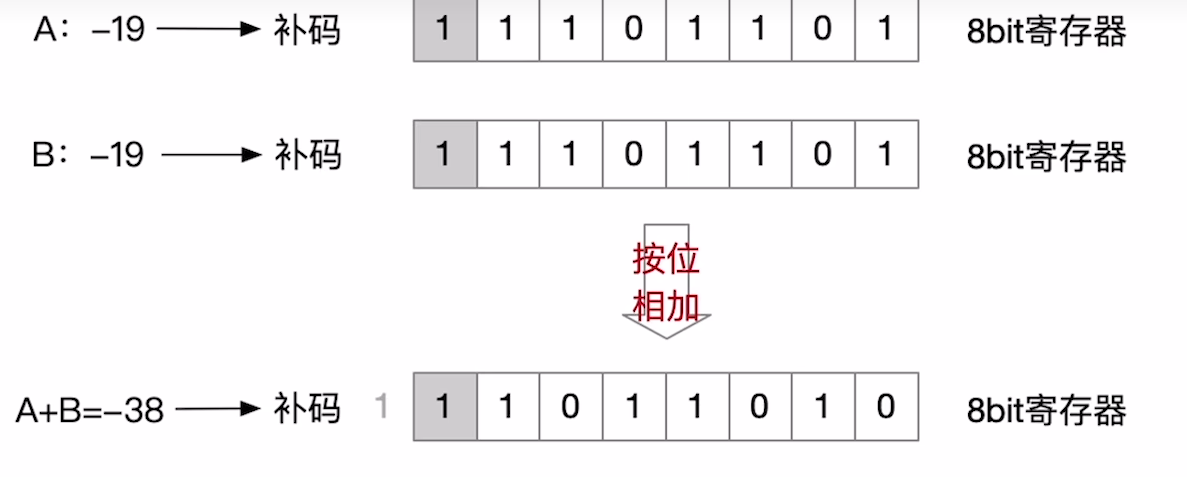 A：–19 补码 1 1 1 0 1 1 0 1 8bit寄存器
B：–19 补码 1 1 1 0 1 1 0 1 8bit寄存器
按位
相加
A+B=–38 补码 1 1 1 0 1 1 0 1 0 8bit寄存器